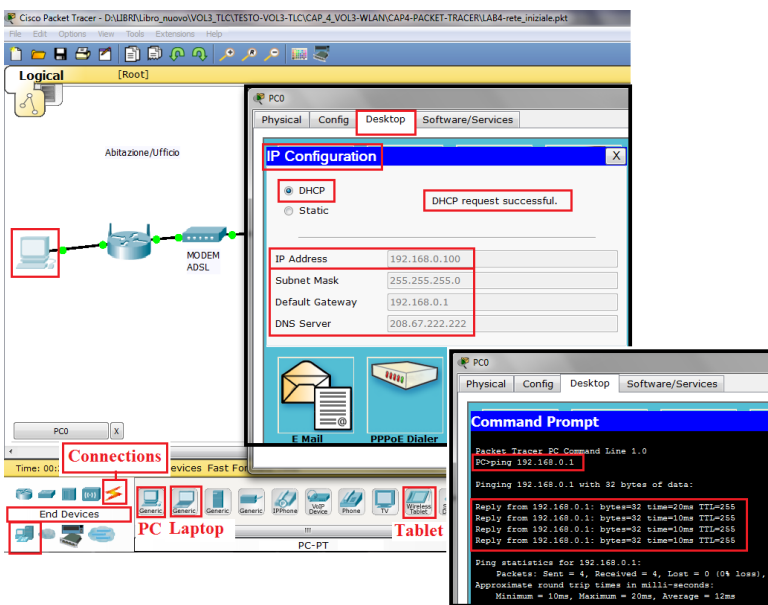 Cisco Packet Tracer - D:\LIBRI\Libro_nuovo\VOL3_TLC\TESTO-VOL3-TLC\CAP_4_VOL3-WLAN\CAP4-PACKET-TRACER\LAB4-rete_iniziale.pkt
File Edit Options View Tools Extensions Help
Logical [Root]
Abitazione/Ufficio
MODEM
ADSL
PC0 X
PC0
Physical Config Desktop Software/Services
IP Configuration X
DHCP
DHCP request successful.
Static
IP Address 192.168.0.100
Subnet Mask 255.255.255.0
Default Gateway 192.168.0.1
DNS Server 208.67.222.222
E Mail PPPoE Dialer
Connections
Time: 00: evices Fast Fo
End Devices
Generic Generic Generic Generic IPPhone VoIP Device Phone TV Wireless Tablet
PC Laptop Tablet
PC-PT
PC0
Physical Config Desktop Software/Services
Command Prompt
Packet Tracer PC Command Line 1.0
PC>ping 192.168.0.1
Pinging 192.168.0.1 with 32 bytes of data:
Reply from 192.168.0.1: bytes=32 time=20ms TTL=255
Reply from 192.168.0.1: bytes=32 time=10ms TTL=255
Reply from 192.168.0.1: bytes=32 time=10ms TTL=255
Reply from 192.168.0.1: bytes=32 time=10ms TTL=255
Ping statistics for 192.168.0.1:
Packets: Sent = 4, Received = 4, Lost = 0 (0% loss),
Approximate round trip times in milli-seconds:
Minimum = 10ms, Maximum = 20ms, Average = 12ms